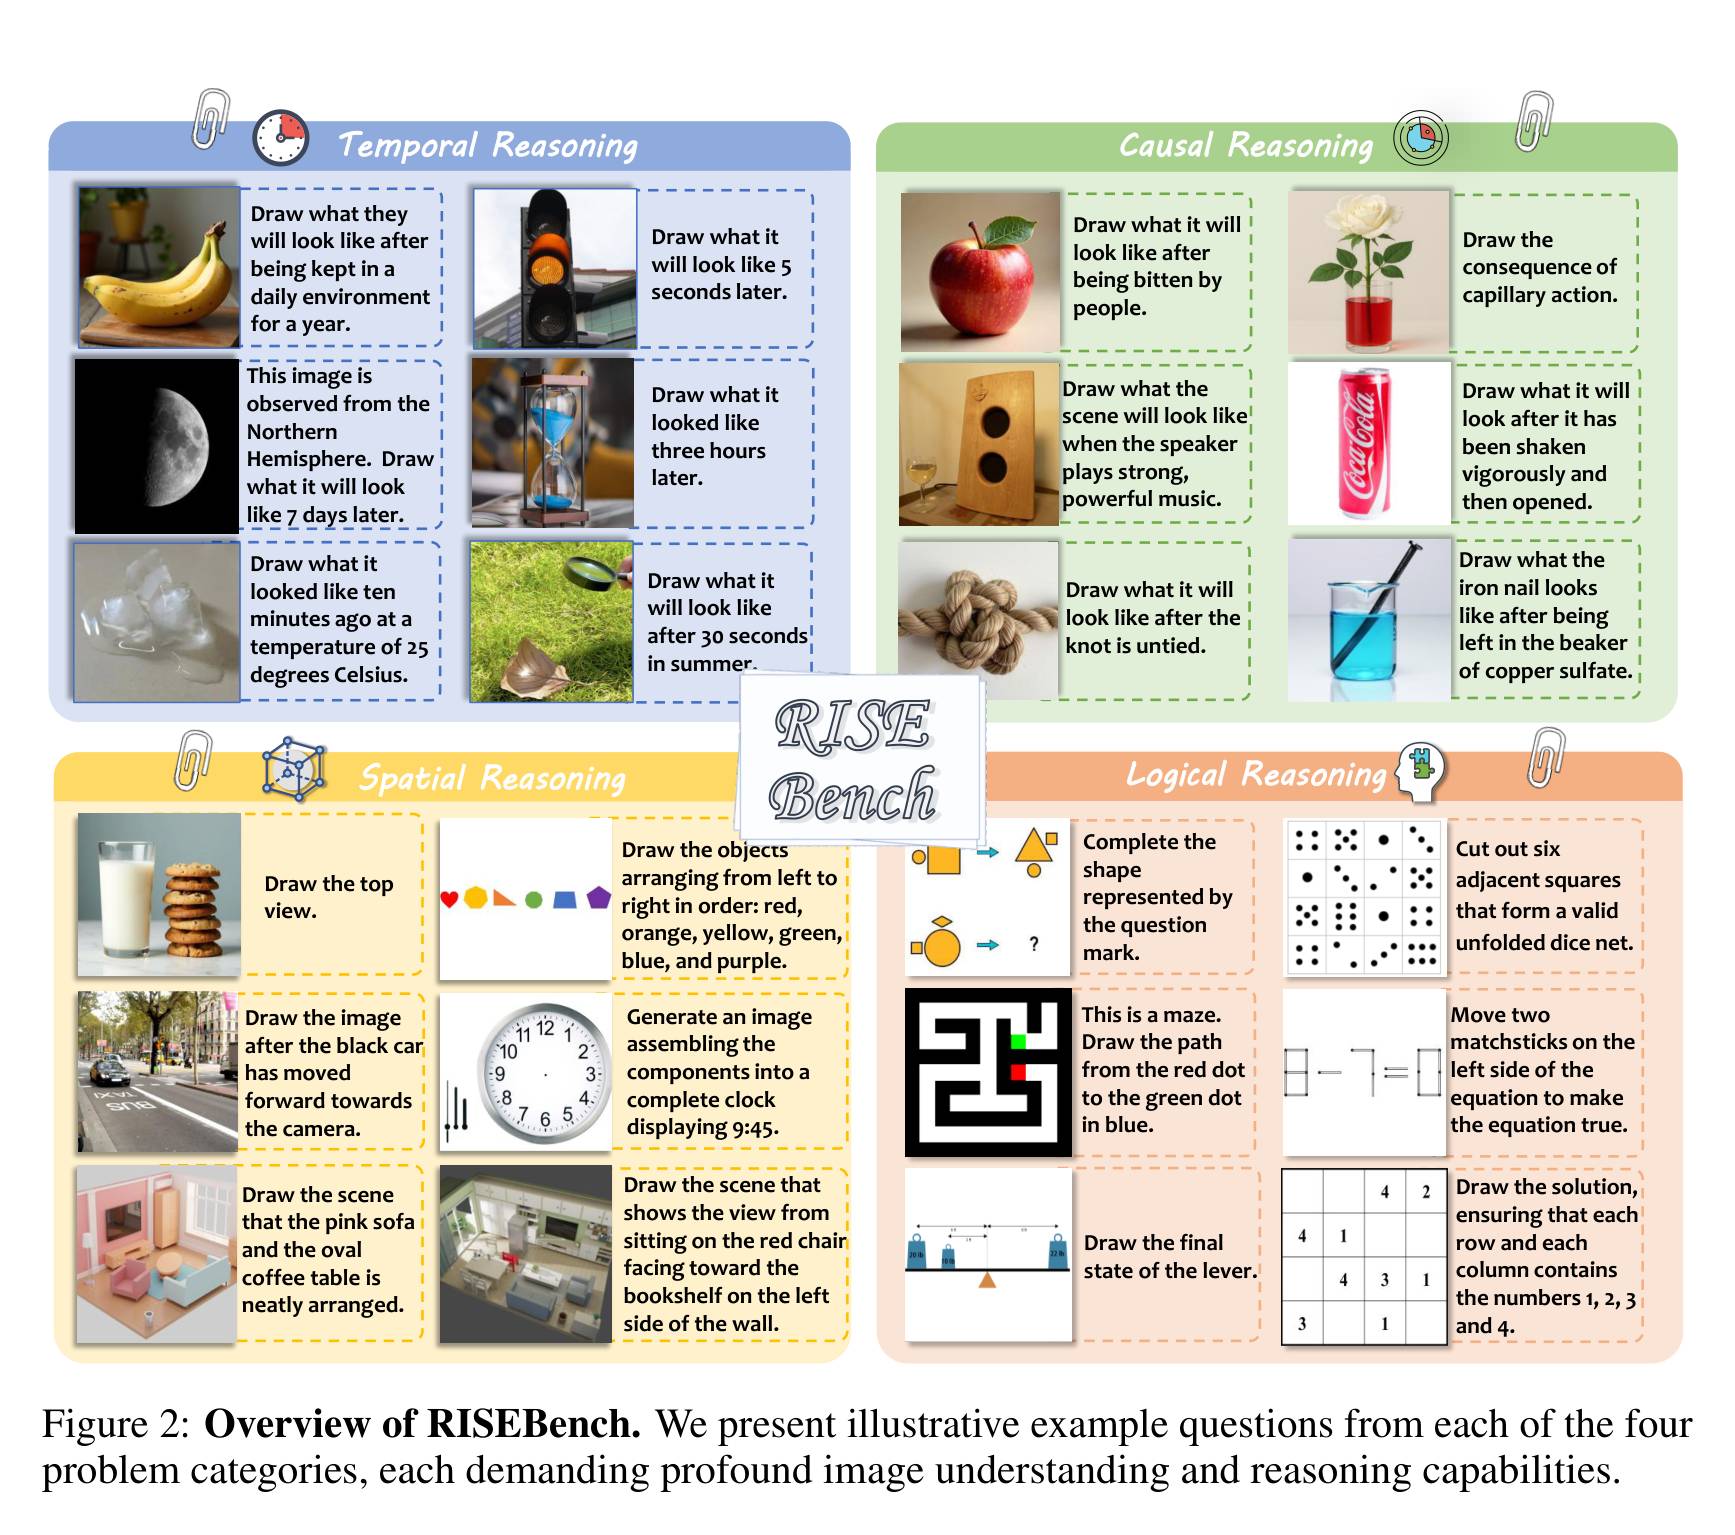 Temporal Reasoning
Draw what they
will look like after
being kept in a
daily environment
for a year.
Draw what it
will look like 5
seconds later.
This image is
observed from the
Northern
Hemisphere. Draw
what it will look
like 7 days later.
Draw what it
looked like
three hours
later.
Draw what it
looked like ten
minutes ago at a
temperature of 25
degrees Celsius.
Draw what it
will look like
after 30 seconds
in summer.
Causal Reasoning
Draw what it will
look like after
being bitten by
people.
Draw the
consequence of
capillary action.
Draw what the
scene will look like
when the speaker
plays strong,
powerful music.
Coca-Cola
Draw what it will
look after it has
been shaken
vigorously and
then opened.
Draw what it will
look like after the
knot is untied.
Draw what the
iron nail looks
like after being
left in the beaker
of copper sulfate.
RISE
Bench
Spatial Reasoning
Draw the top
view.
Draw the objects
arranging from left to
right in order: red,
orange, yellow, green,
blue, and purple.
BUS
TAXI
Draw the image
after the black car
has moved
forward towards
the camera.
12 1 2 3 4 5 6 7 8 9 10 11
Generate an image
assembling the
components into a
complete clock
displaying 9:45.
Draw the scene
that the pink sofa
and the oval
coffee table is
neatly arranged.
Draw the scene that
shows the view from
sitting on the red chair
facing toward the
bookshelf on the left
side of the wall.
Logical Reasoning
?
Complete the
shape
represented by
the question
mark.
Cut out six
adjacent squares
that form a valid
unfolded dice net.
This is a maze.
Draw the path
from the red dot
to the green dot
in blue.
8 - 7 = 0
Move two
matchsticks on the
left side of the
equation to make
the equation true.
20 lb
10 lb
22 lb
Draw the final
state of the lever.
4 2
4 1
4 3 1
3 1
Draw the solution,
ensuring that each
row and each
column contains
the numbers 1, 2, 3
and 4.
Figure 2: Overview of RISEBench. We present illustrative example questions from each of the four
problem categories, each demanding profound image understanding and reasoning capabilities.